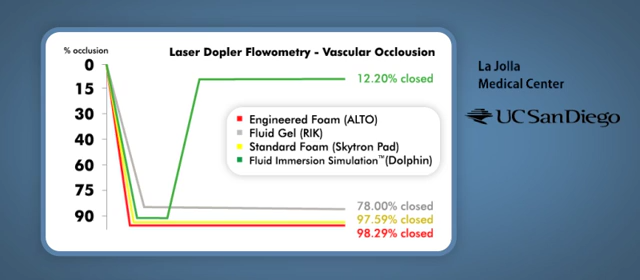 % occlusion
Laser Dopler Flowometry - Vascular Occlousion
0
15
30
40
60
75
90
12.20% closed
Engineered Foam (ALTO)
Fluid Gel (RIK)
Standard Foam (Skytron Pad)
Fluid Immersion Simulation™(Dolphin)
78.00% closed
97.59% closed
98.29% closed
La Jolla
Medical Center
UC San Diego